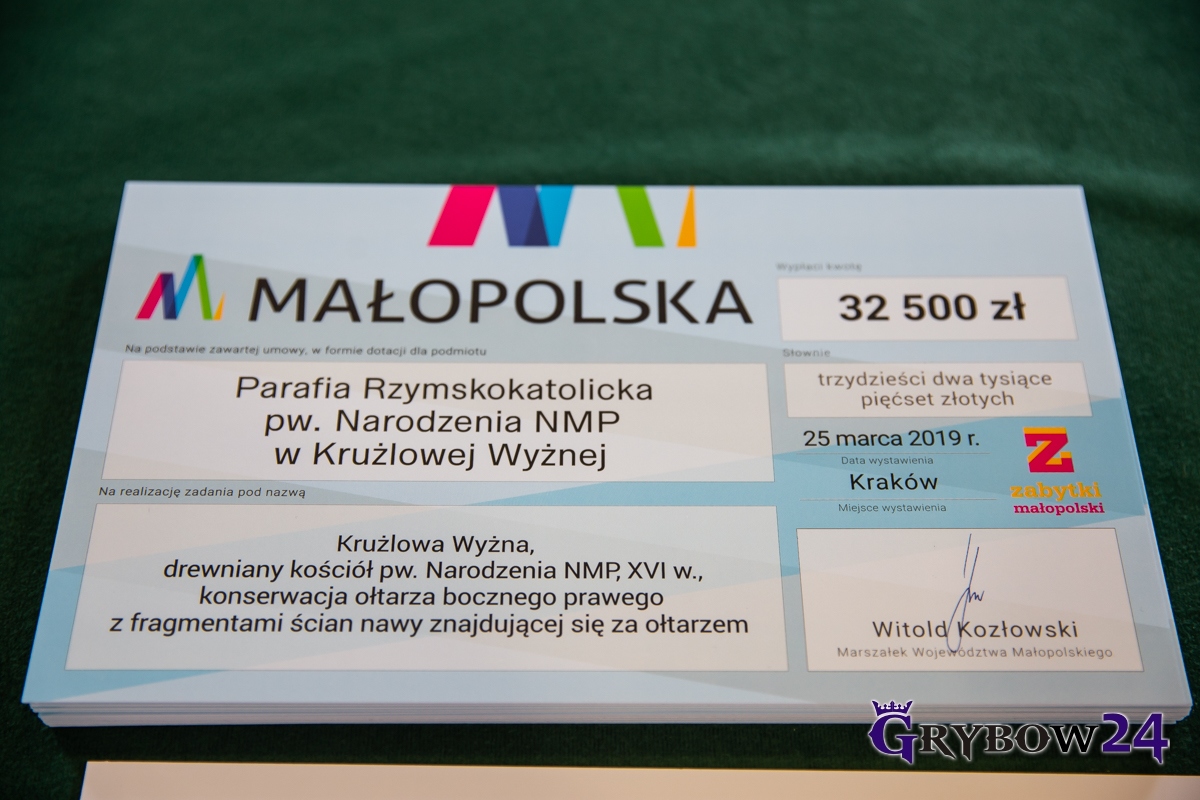 MAŁOPOLSKA
Na podstawie zawartej umowy, w formie dotacji dla podmiotu
Parafia Rzymskokatolicka
pw. Narodzenia NMP
w Krużlowej Wyżnej
Na realizację zadania pod nazwą
Krużlowa Wyżna,
drewniany kościół pw. Narodzenia NMP, XVI w.,
konserwacja ołtarza bocznego prawego
z fragmentami ścian nawy znajdującej się za ołtarzem
Wypłaci kwotę
32 500 zł
Słownie
trzydzieści dwa tysiące
pięćset złotych
25 marca 2019 r.
Data wystawienia
Kraków
Miejsce wystawienia
zabytki
małopolski
Witold Kozłowski
Marszałek Województwa Małopolskiego
GRYBOW24